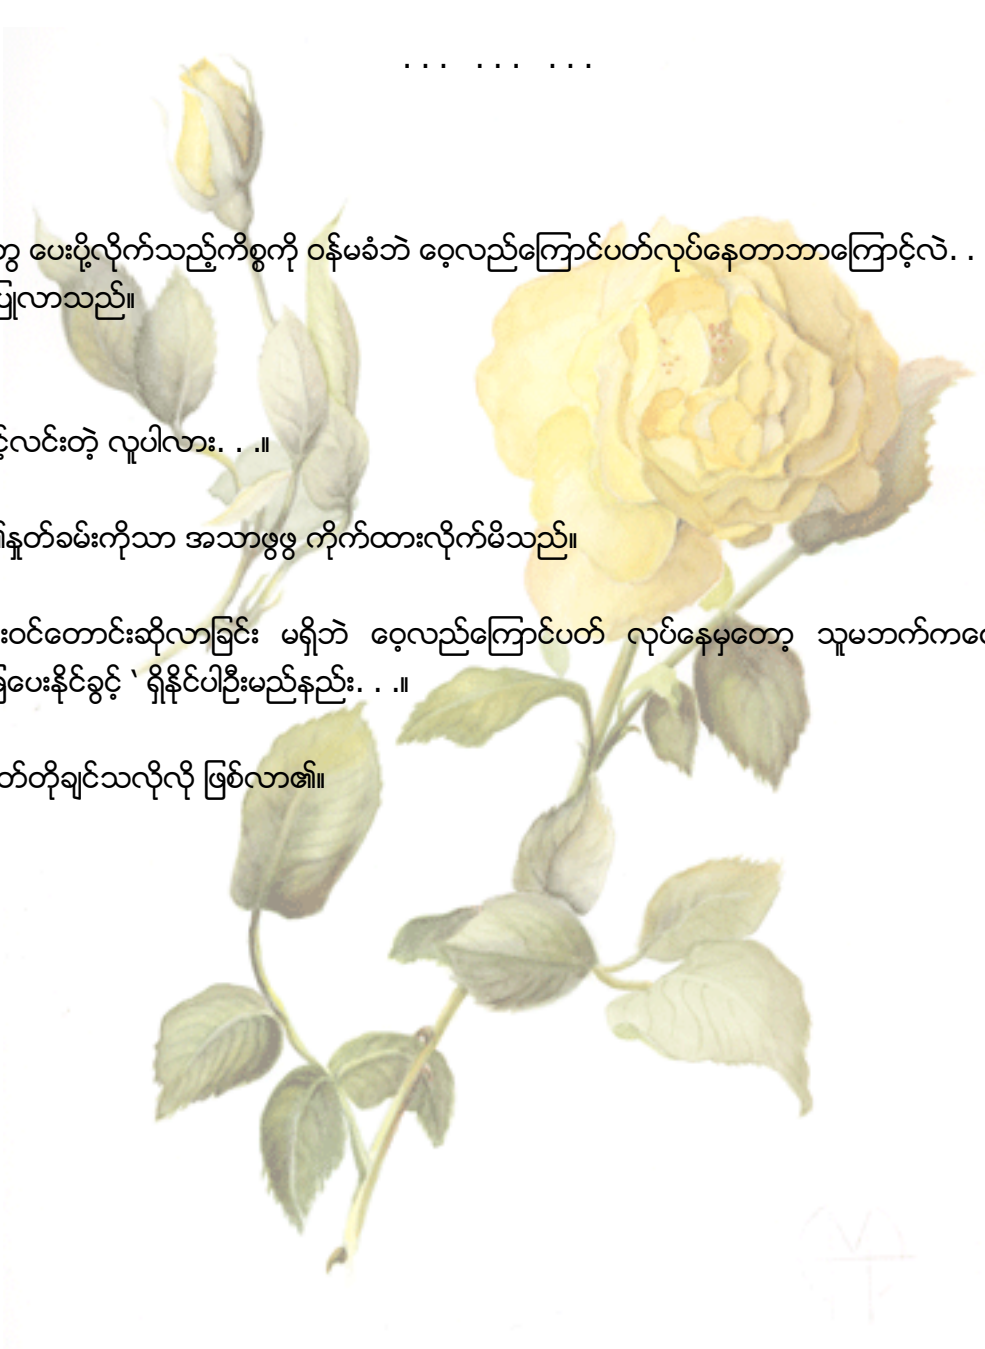 ... ... ...
ပေးပို့လိုက်သည့်ကိစ္စကို ဝန်မခံဘဲ ဝေ့လည်ကြောင်ပတ်လုပ်နေတာဘာကြောင့်လဲ. .
ပြုလာသည်။
့်လင်းတဲ့ လူပါလား. . .။
နှုတ်ခမ်းကိုသာ အသာဖွဖွ ကိုက်ထားလိုက်မိသည်။
းဝင်တောင်းဆိုလာခြင်း မရှိဘဲ ဝေ့လည်ကြောင်ပတ် လုပ်နေမှတော့ သူမဘက်က
ပေးနိုင်ခွင့် ` ရှိနိုင်ပါဦးမည်နည်း. . .။
တ်တိုချင်သလိုလို ဖြစ်လာ၏။